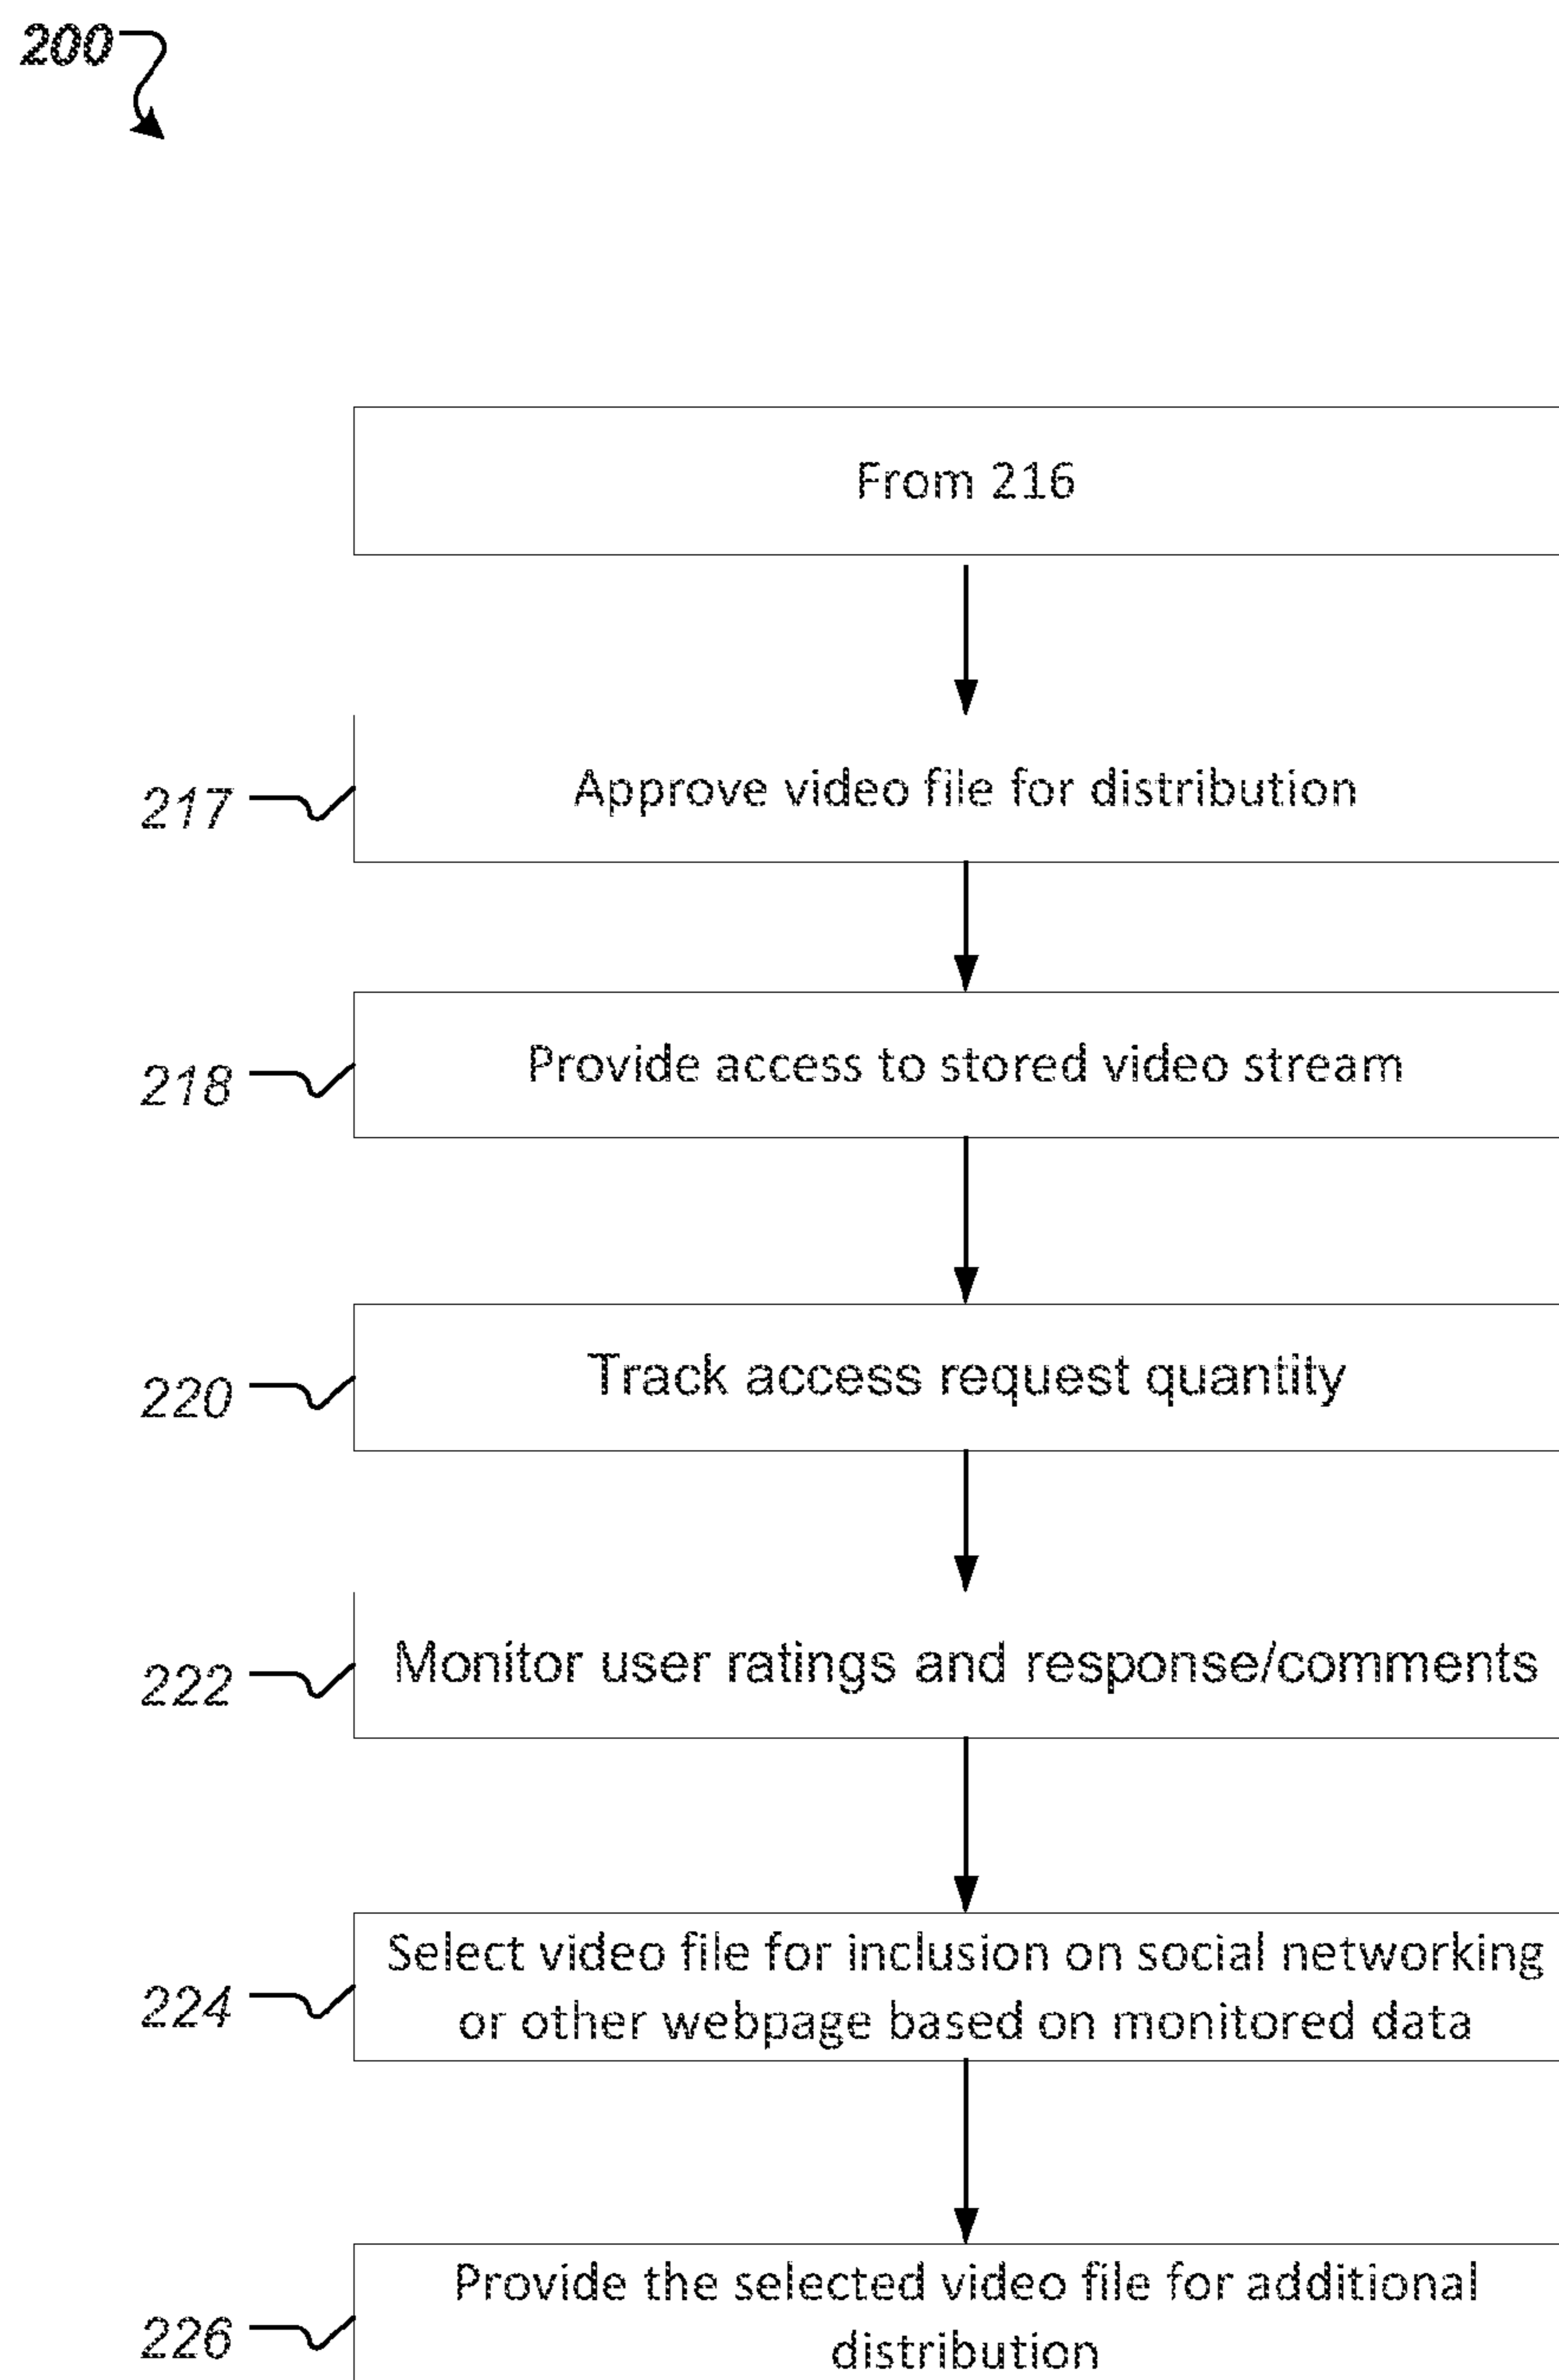 200
From 216
217
Approve video file for distribution
218
Provide access to stored video stream
220
Track access request quantity
222
Monitor user ratings and response/comments
224
Select video file for inclusion on social networking
or other webpage based on monitored data
226
Provide the selected video file for additional
distribution